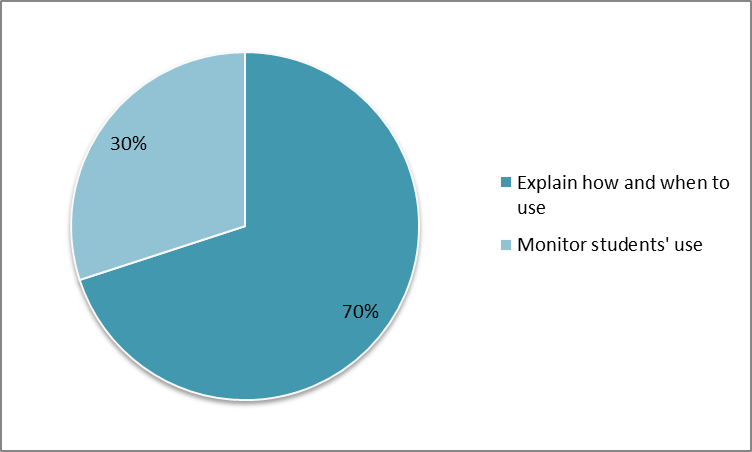 30%
70%
Explain how and when to
use
Monitor students' use